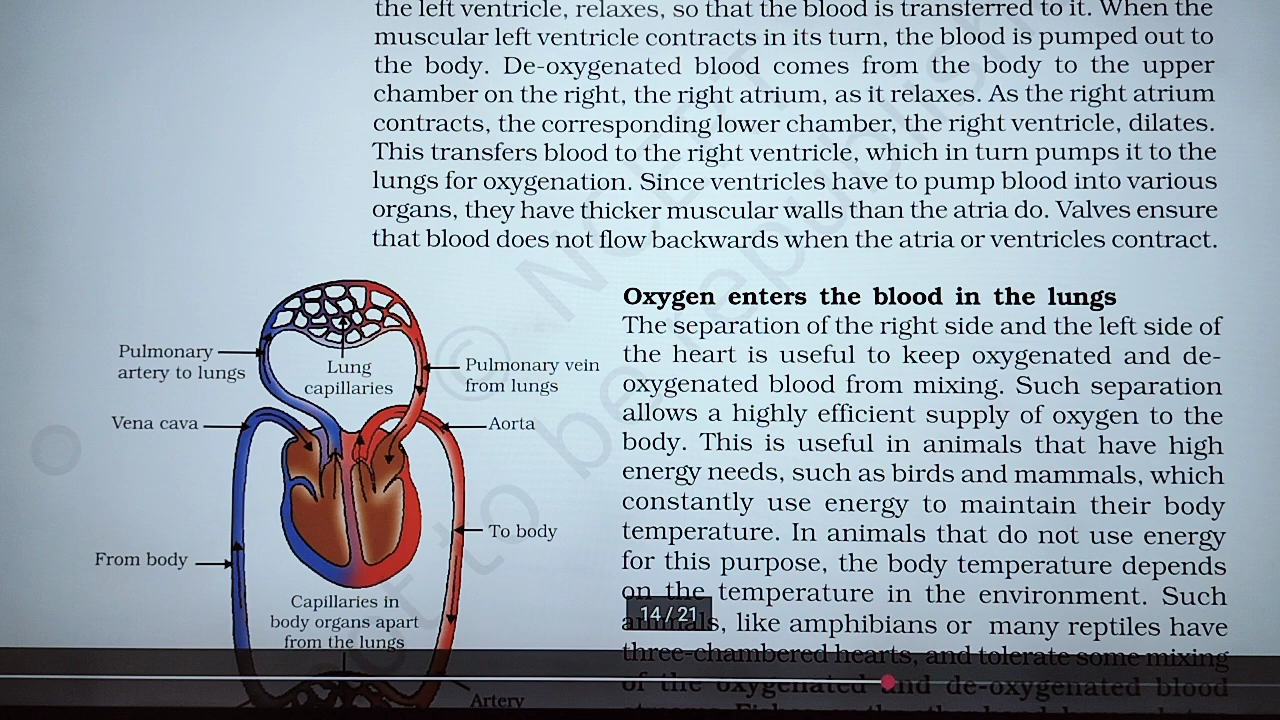 the left ventricle, relaxes, so that the blood is transferred to it. When the
muscular left ventricle contracts in its turn, the blood is pumped out to
the body. De-oxygenated blood comes from the body to the upper
chamber on the right, the right atrium, as it relaxes. As the right atrium
contracts, the corresponding lower chamber, the right ventricle, dilates.
This transfers blood to the right ventricle, which in turn pumps it to the
lungs for oxygenation. Since ventricles have to pump blood into various
organs, they have thicker muscular walls than the atria do. Valves ensure
that blood does not flow backwards when the atria or ventricles contract.
Pulmonary
artery to lungs
Lung
capillaries
Pulmonary vein
from lungs
Vena cava
Aorta
To body
From body
Capillaries in
body organs apart
from the lungs
Artery
Oxygen enters the blood in the lungs
The separation of the right side and the left side of
the heart is useful to keep oxygenated and de-
oxygenated blood from mixing. Such separation
allows a highly efficient supply of oxygen to the
body. This is useful in animals that have high
energy needs, such as birds and mammals, which
constantly use energy to maintain their body
temperature. In animals that do not use energy
for this purpose, the body temperature depends
on the temperature in the environment. Such
animals, like amphibians or many reptiles have
three-chambered hearts, and tolerate some mixing
of the oxygenated and de-oxygenated blood
14 / 21
© NCERT
not to be republished